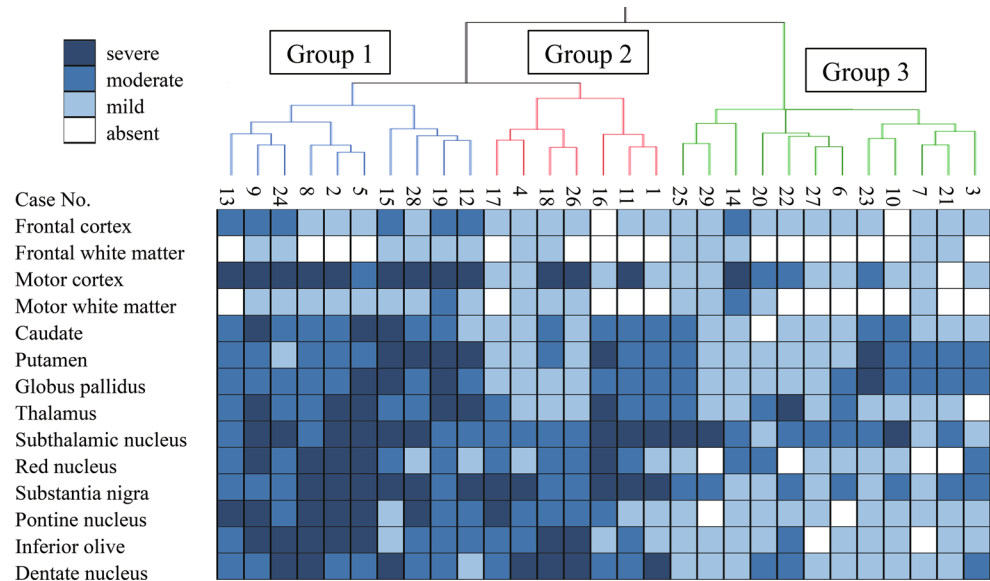 severe
moderate
mild
absent
Group 1
Group 2
Group 3
Case No.
13 9 24 8 2 5 15 28 19 12 17 4 18 26 16 11 1 25 29 14 20 22 27 6 23 10 7 21 3
Frontal cortex
Frontal white matter
Motor cortex
Motor white matter
Caudate
Putamen
Globus pallidus
Thalamus
Subthalamic nucleus
Red nucleus
Substantia nigra
Pontine nucleus
Inferior olive
Dentate nucleus